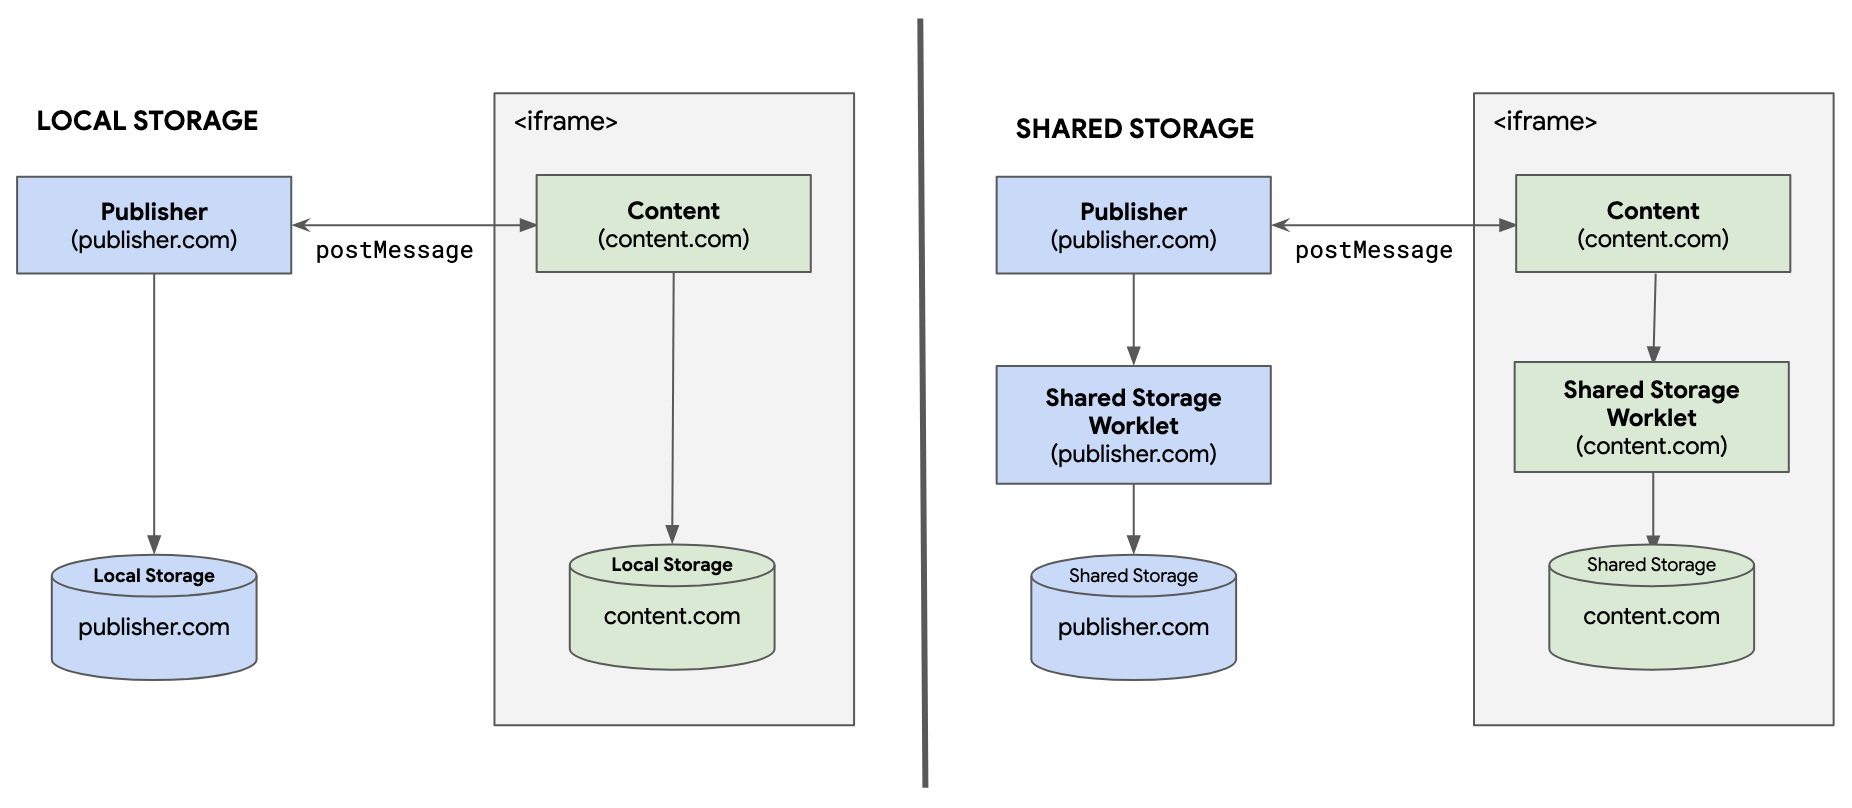 LOCAL STORAGE
<iframe>
Publisher
(publisher.com)
postMessage
Content
(content.com)
Local Storage
publisher.com
Local Storage
content.com
SHARED STORAGE
<iframe>
Publisher
(publisher.com)
postMessage
Content
(content.com)
Shared Storage
Worklet
(publisher.com)
Shared Storage
Worklet
(content.com)
Shared Storage
publisher.com
Shared Storage
content.com